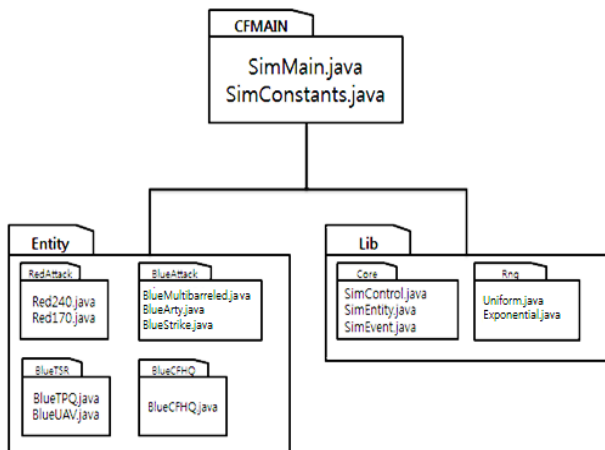 CFMAIN
SimMain.java
SimConstants.java
Entity
RedAttack
Red240.java
Red170.java
BlueAttack
BlueMultibarreled.java
BlueArty.java
BlueStrike.java
BlueTSR
BlueTPQ.java
BlueUAV.java
BlueCFHQ
BlueCFHQ.java
Lib
Core
SimControl.java
SimEntity.java
SimEvent.java
Rng
Uniform.java
Exponential.java